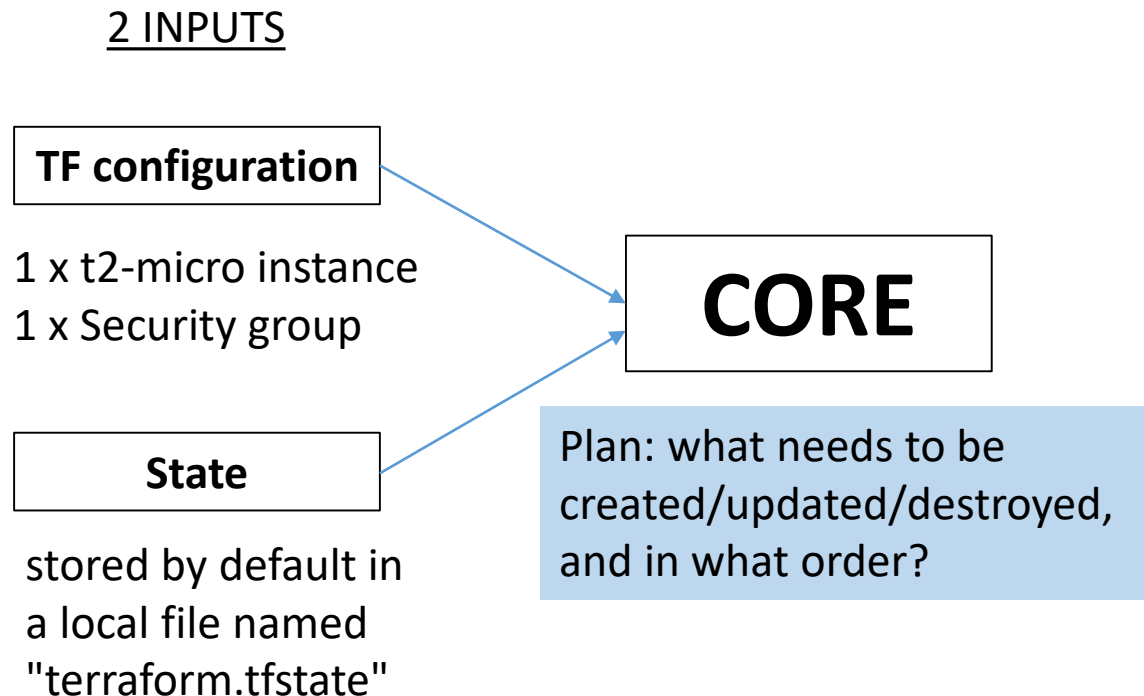 2 INPUTS
TF configuration
1 x t2-micro instance
1 x Security group
CORE
State
stored by default in
a local file named
"terraform.tfstate"
Plan: what needs to be
created/updated/destroyed,
and in what order?